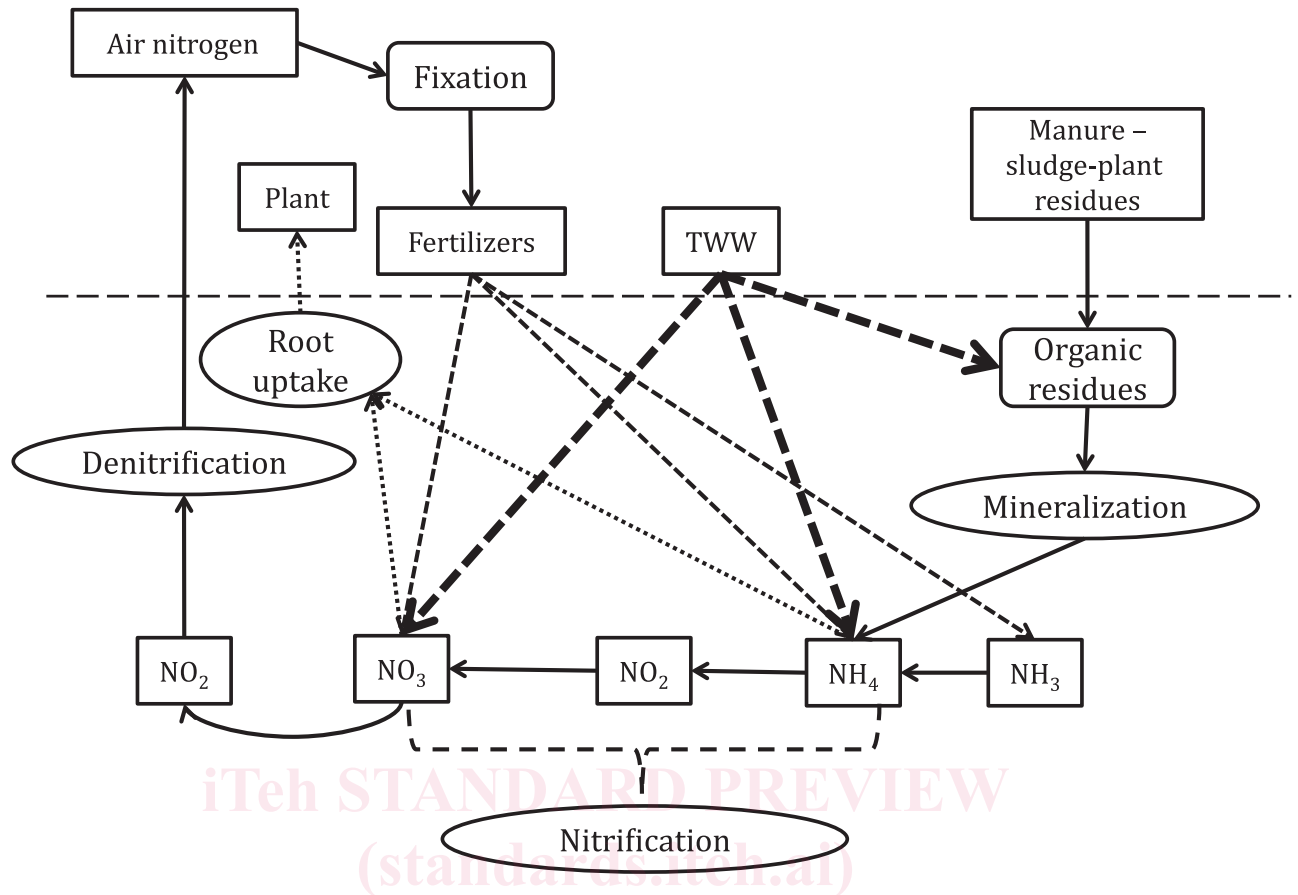 Air nitrogen
Fixation
Manure –
sludge-plant
residues
Plant
Fertilizers
TWW
Root
uptake
Organic
residues
Denitrification
Mineralization
NO₂
NO₃
NO₂
NH₄
NH₃
iTeh STANDARD PREVIEW
Nitrification
(standards.iteh.ai)